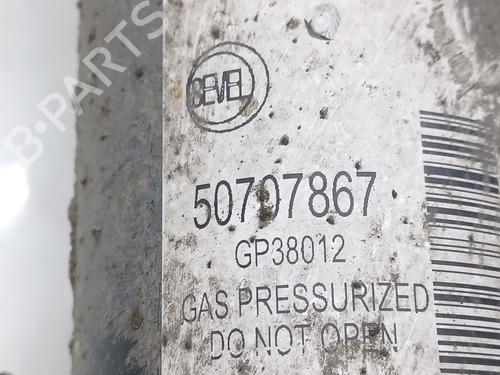 B-PARTS
SEVEL
50707867
GP38012
GAS PRESSURIZED
DO NOT OPEN